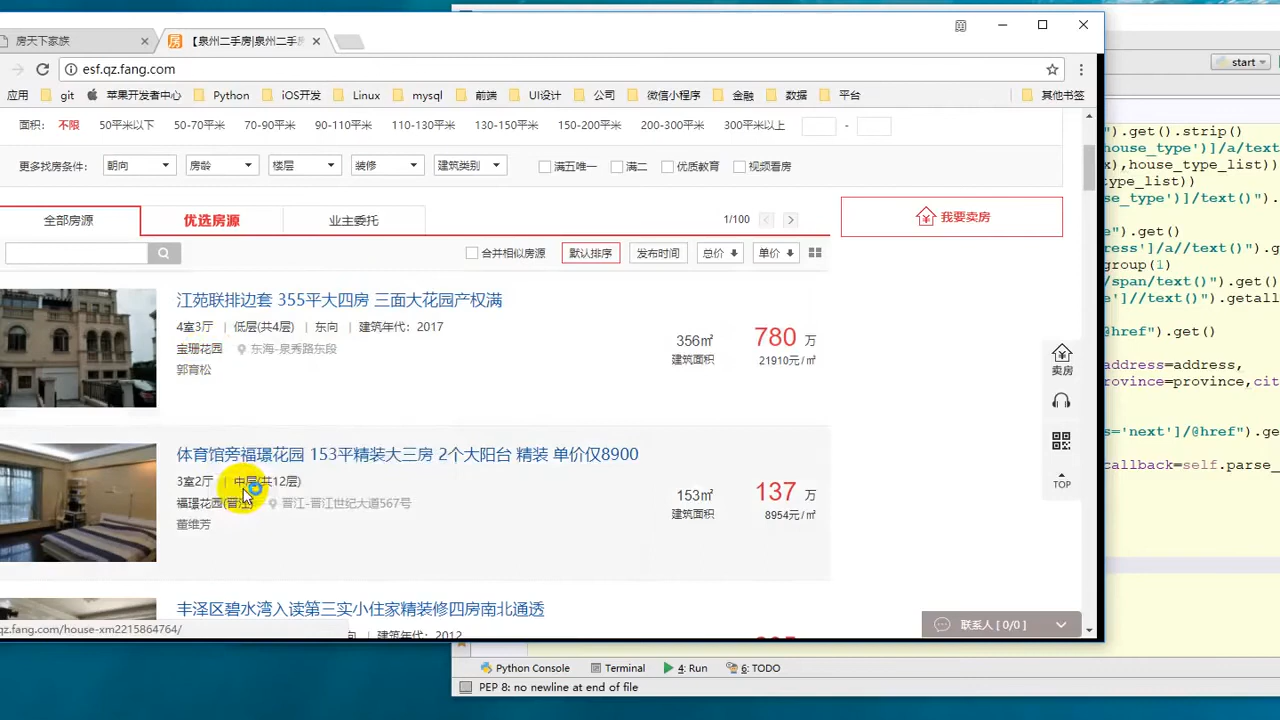 房天下家族
【泉州二手房|泉州二手房
esf.qz.fang.com
start
应用 git 苹果开发者中心 Python iOS开发 Linux mysql 前端 UI设计 公司 微信小程序 金融 数据 平台 其他书签
面积： 不限 50平米以下 50-70平米 70-90平米 90-110平米 110-130平米 130-150平米 150-200平米 200-300平米 300平米以上 -
").get().strip()
house_type')]/a/text
x),house_type_list))
ype_list))
se_type')]/text()").
更多找房条件： 朝向 房龄 楼层 装修 建筑类别 满五唯一 满二 优质教育 视频看房
全部房源 优选房源 业主委托 1/100
我要卖房
合并相似房源 默认排序 发布时间 总价 单价
e").get()
ress']/a//text()").g
group(1)
/span/text()").get()
e']//text()").getall
@href").get()
address=address,
rovince=province,cit
s='next']/@href").ge
callback=self.parse_
江苑联排边套 355平大四房 三面大花园产权满
4室3厅 | 低层(共4层) | 东向 | 建筑年代：2017
宝珊花园 东海-泉秀路东段
郭育松
356㎡ 780 万
建筑面积 21910元/㎡
卖房
TOP
体育馆旁福璟花园 153平精装大三房 2个大阳台 精装 单价仅8900
3室2厅 | 中层(共12层)
福璟花园(晋江) 晋江-晋江世纪大道567号
董维芳
153㎡ 137 万
建筑面积 8954元/㎡
丰泽区碧水湾入读第三实小住家精装修四房南北通透
qz.fang.com/house-xm2215864764/
向 | 建筑年代：2012
联系人 [ 0/0 ]
Python Console Terminal 4: Run 6: TODO
PEP 8: no newline at end of file